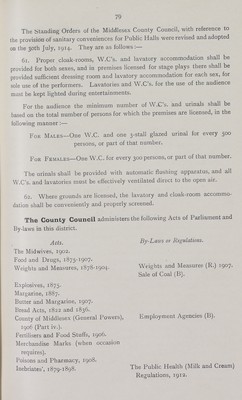 79
The Standing Orders of the Middlesex County Council, with reference to
the provision of sanitary conveniences for Public Halls were revised and adopted
on the 30th July, 1914. They are as follows :—
61. Proper cloak-rooms, W.C's. and lavatory accommodation shall be
provided for both sexes, and in premises licensed for stage plays there shall be
provided sufficient dressing room and lavatory accommodation for each sex, for
sole use of the performers. Lavatories and W.C's. for the use of the audience
must be kept lighted during entertainments.
For the audience the minimum number of W.C's. and urinals shall be
based on the total number of persons for which the premises are licensed, in the
following manner :—
FOR MALES—One W.C. and one 3-stall glazed urinal for every 300
persons, or part of that number.
FOR FEMALES—One W.C. for every 300 persons, or part of that number.
The urinals shall be provided with automatic flushing apparatus, and all
W.C's. and lavatories must be effectively ventilated direct to the open air.
62. Where grounds are licensed, the lavatory and cloak-room accommo-
dation shall be conveniently and properly screened.
The County Council administers the following Acts of Parliament and
By-laws in this district.
Acts. By-Laws or Regulations.
The Midwives, 1902.
Food and Drugs, 1875-1907.
Weights and Measures, 1878-1904. Weights and Measures (R.) 1907.
Sale of Coal (B).
Explosives, 1875.
Margarine, 1887.
Butter and Margarine, 1907.
Bread Acts, 1822 and 1836.
County of Middlesex (General Powers), Employment Agencies (B).
1906 (Part iv.).
Fertilisers and Food Stuffs, 1906.
Merchandise Marks (when occasion
requires).
Poisons and Pharmacy, 1908.
Inebriates', 1879-1898. The Public Health (Milk and Cream)
Regulations, 1912.